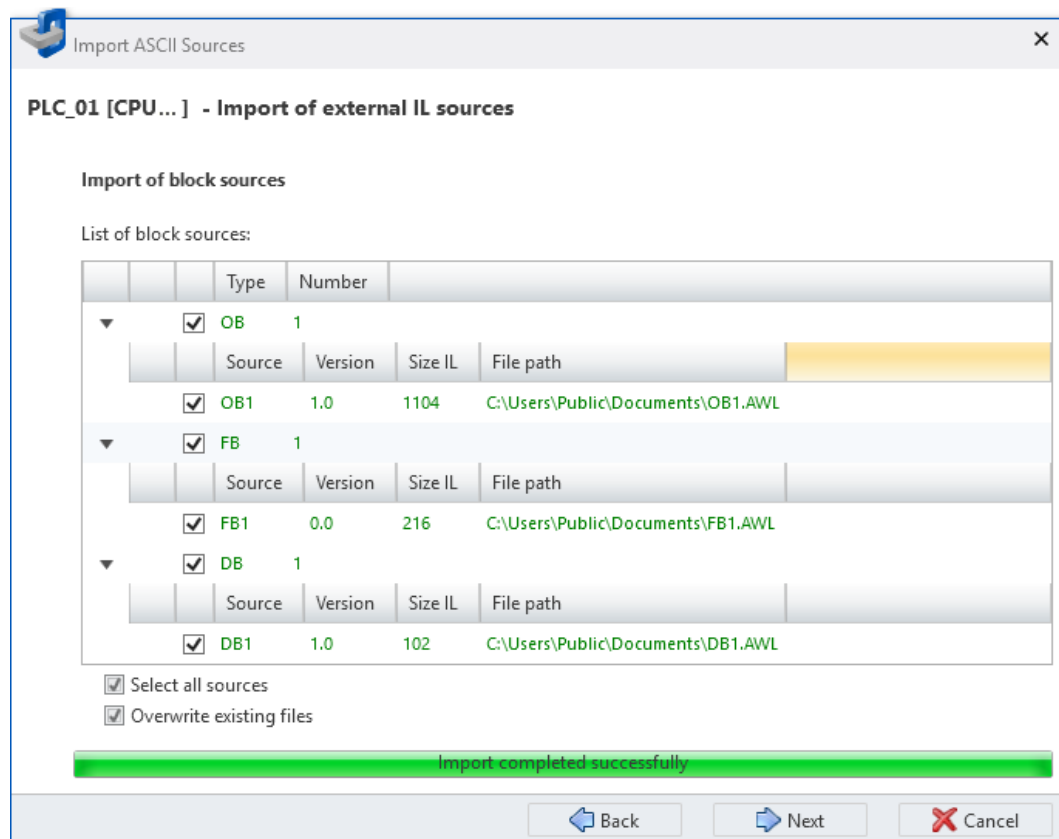 Import ASCII Sources
PLC_01 [CPU... ] - Import of external IL sources
Import of block sources
List of block sources:
Type Number
OB 1
Source Version Size IL File path
OB1 1.0 1104 C:\Users\Public\Documents\OB1.AWL
FB 1
Source Version Size IL File path
FB1 0.0 216 C:\Users\Public\Documents\FB1.AWL
DB 1
Source Version Size IL File path
DB1 1.0 102 C:\Users\Public\Documents\DB1.AWL
Select all sources
Overwrite existing files
Import completed successfully
Back Next Cancel